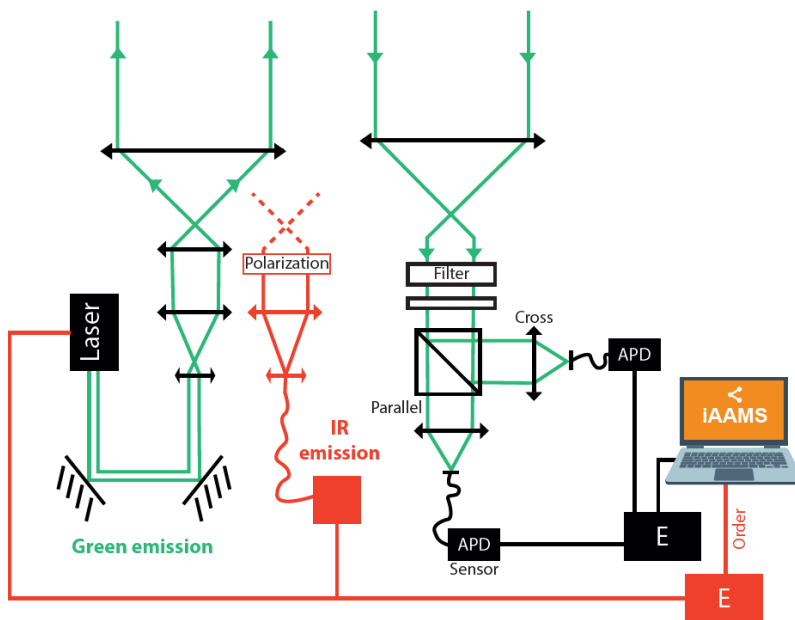 Polarization
Filter
Laser
Cross
APD
iAAMS
Parallel
IR
emission
Green emission
APD
Sensor
E
Order
E